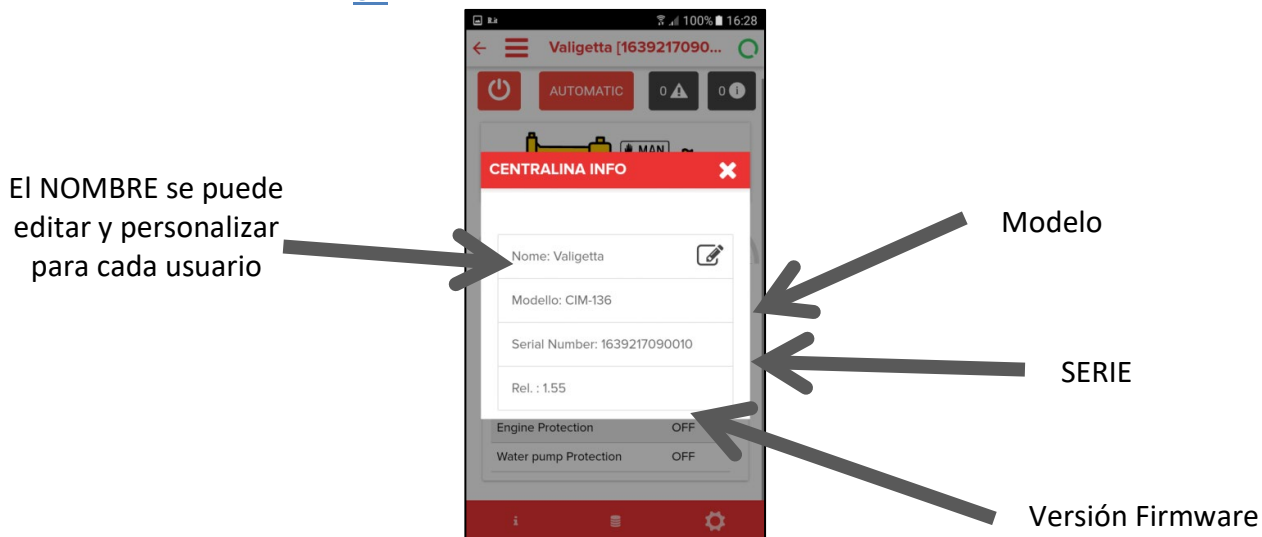 100% 16:28
Valigetta [1639217090...
AUTOMATIC
0
0
MAN
CENTRALINA INFO
El NOMBRE se puede
editar y personalizar
para cada usuario
Nome: Valigetta
Modello: CIM-136
Serial Number: 1639217090010
Rel. : 1.55
Modelo
SERIE
Versión Firmware
Engine Protection OFF
Water pump Protection OFF